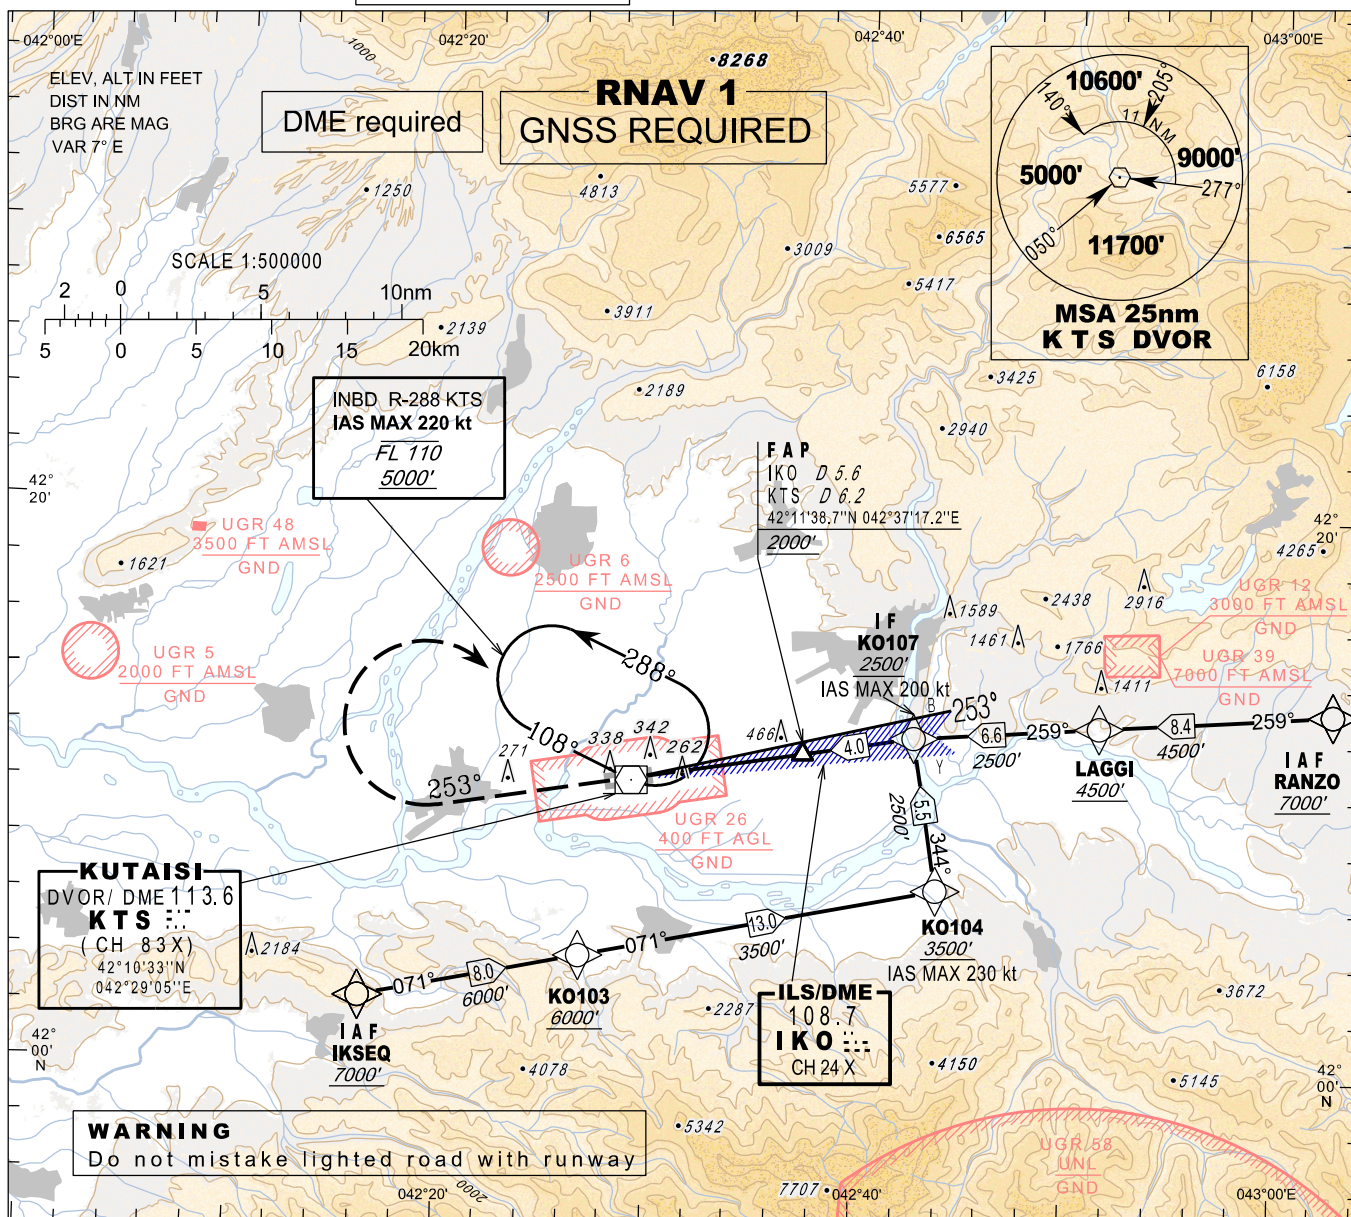 042°00'E
042°20'
042°40'
043°00'E
ELEV, ALT IN FEET
DIST IN NM
BRG ARE MAG
VAR 7° E
DME required
RNAV 1
GNSS REQUIRED
1000
8268
10600'
140°
205°
11 NM
5000'
9000'
277°
050°
11700'
MSA 25nm
KTS DVOR
1250
4813
5577
6565
3009
5417
SCALE 1:500000
2 0 5 10nm
5 0 5 10 15 20km
2139
3911
2189
3425
6158
2940
INBD R-288 KTS
IAS MAX 220 kt
FL 110
5000'
42°
20'
FAP
IKO D 5.6
KTS D 6.2
42°11'38.7"N 042°37'17.2"E
2000'
42°
20'
4265
UGR 48
3500 FT AMSL
GND
1621
UGR 6
2500 FT AMSL
GND
UGR 5
2000 FT AMSL
GND
UGR 12
3000 FT AMSL
GND
UGR 39
7000 FT AMSL
GND
2916
2438
1589
1461
1766
1411
IF
KO107
2500'
IAS MAX 200 kt
B
253°
Y
288°
108°
253°
271
338
342
262
466
4.0
6.6
2500'
259°
LAGGI
4500'
8.4
4500'
259°
IAF
RANZO
7000'
UGR 26
400 FT AGL
GND
5.5
2500'
344°
KO104
3500'
IAS MAX 230 kt
KUTAISI
DVOR/ DME 113.6
KTS
(CH 83X)
42°10'33"N
042°29'05"E
2184
071°
8.0
6000'
IAF
IKSEQ
7000'
KO103
6000'
071°
13.0
3500'
ILS/DME
108.7
IKO
CH 24 X
2287
3672
4150
5145
4078
5342
7707
42°
00'
N
42°
00'
N
WARNING
Do not mistake lighted road with runway
UGR 58
UNL
GND
042°20'
2000
042°40'
043°00'E